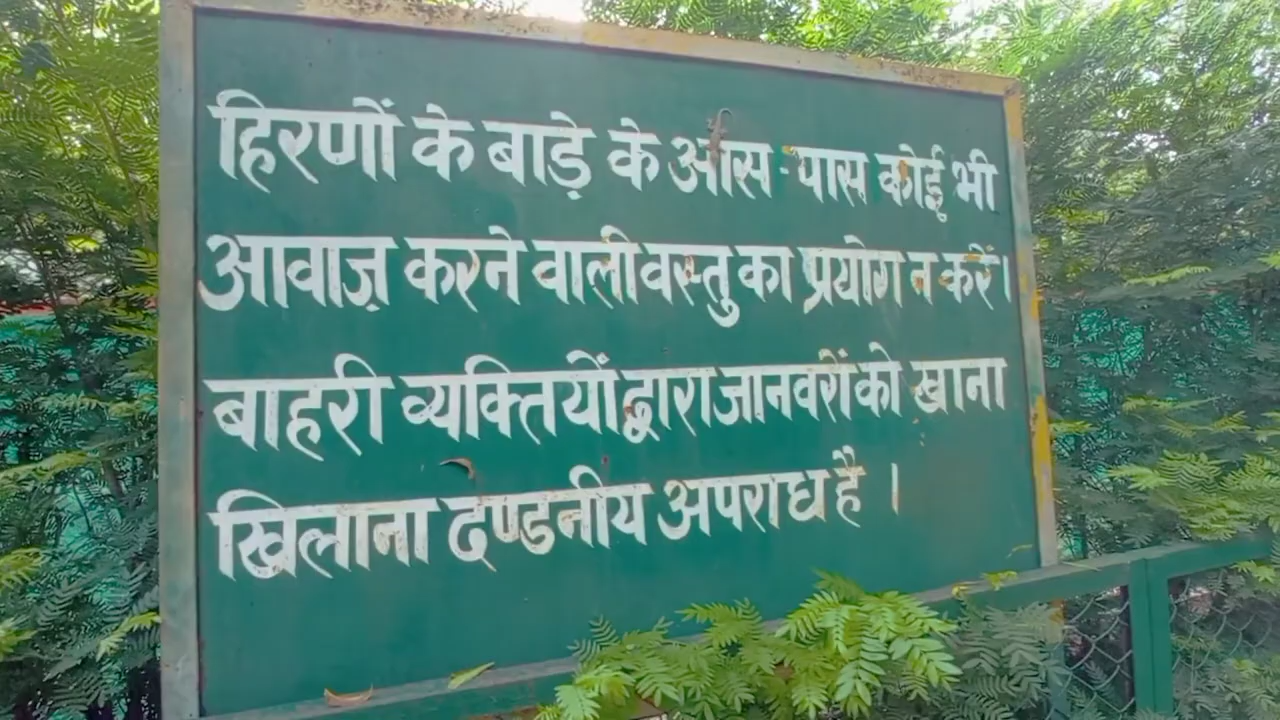 हिरणों के बाड़े के आस-पास कोई भी
आवाज़ करने वाली वस्तु का प्रयोग न करें।
बाहरी व्यक्तियों द्वारा जानवरों को खाना
खिलाना दण्डनीय अपराध है ।